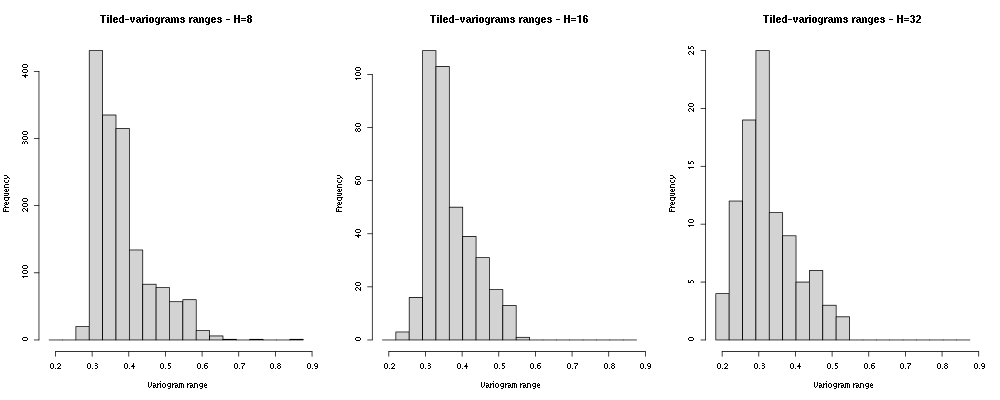 Tiled-variograms ranges - H=8
Frequency
400
300
200
100
0
0.2 0.3 0.4 0.5 0.6 0.7 0.8 0.9
Variogram range
Tiled-variograms ranges - H=16
Frequency
100
80
60
40
20
0
0.2 0.3 0.4 0.5 0.6 0.7 0.8 0.9
Variogram range
Tiled-variograms ranges - H=32
Frequency
25
20
15
10
5
0
0.2 0.3 0.4 0.5 0.6 0.7 0.8 0.9
Variogram range